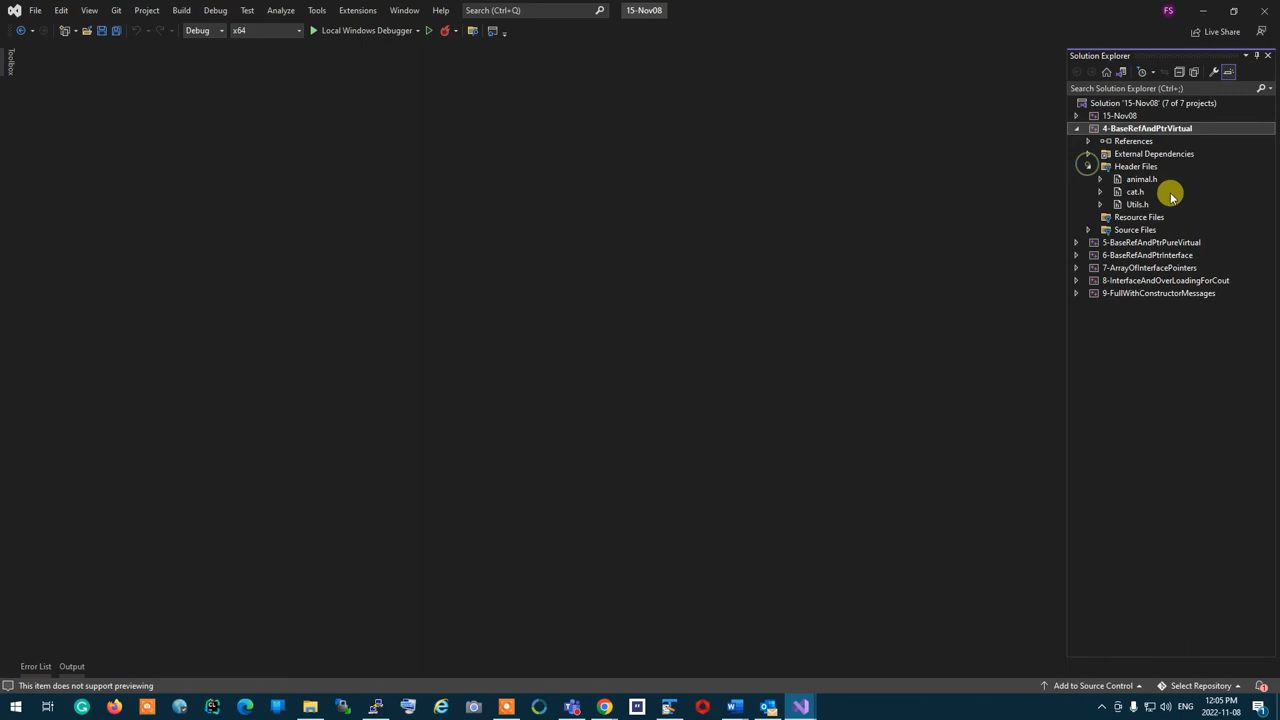 File Edit View Git Project Build Debug Test Analyze Tools Extensions Window Help Search (Ctrl+Q) 15-Nov08 FS
Debug x64 Local Windows Debugger Live Share
Toolbox
Solution Explorer
Search Solution Explorer (Ctrl+;)
Solution '15-Nov08' (7 of 7 projects)
15-Nov08
4-BaseRefAndPtrVirtual
References
External Dependencies
Header Files
animal.h
cat.h
Utils.h
Resource Files
Source Files
5-BaseRefAndPtrPureVirtual
6-BaseRefAndPtrInterface
7-ArrayOfInterfacePointers
8-InterfaceAndOverLoadingForCout
9-FullWithConstructorMessages
Error List Output
This item does not support previewing Add to Source Control Select Repository 1
ENG 12:05 PM
2022-11-08